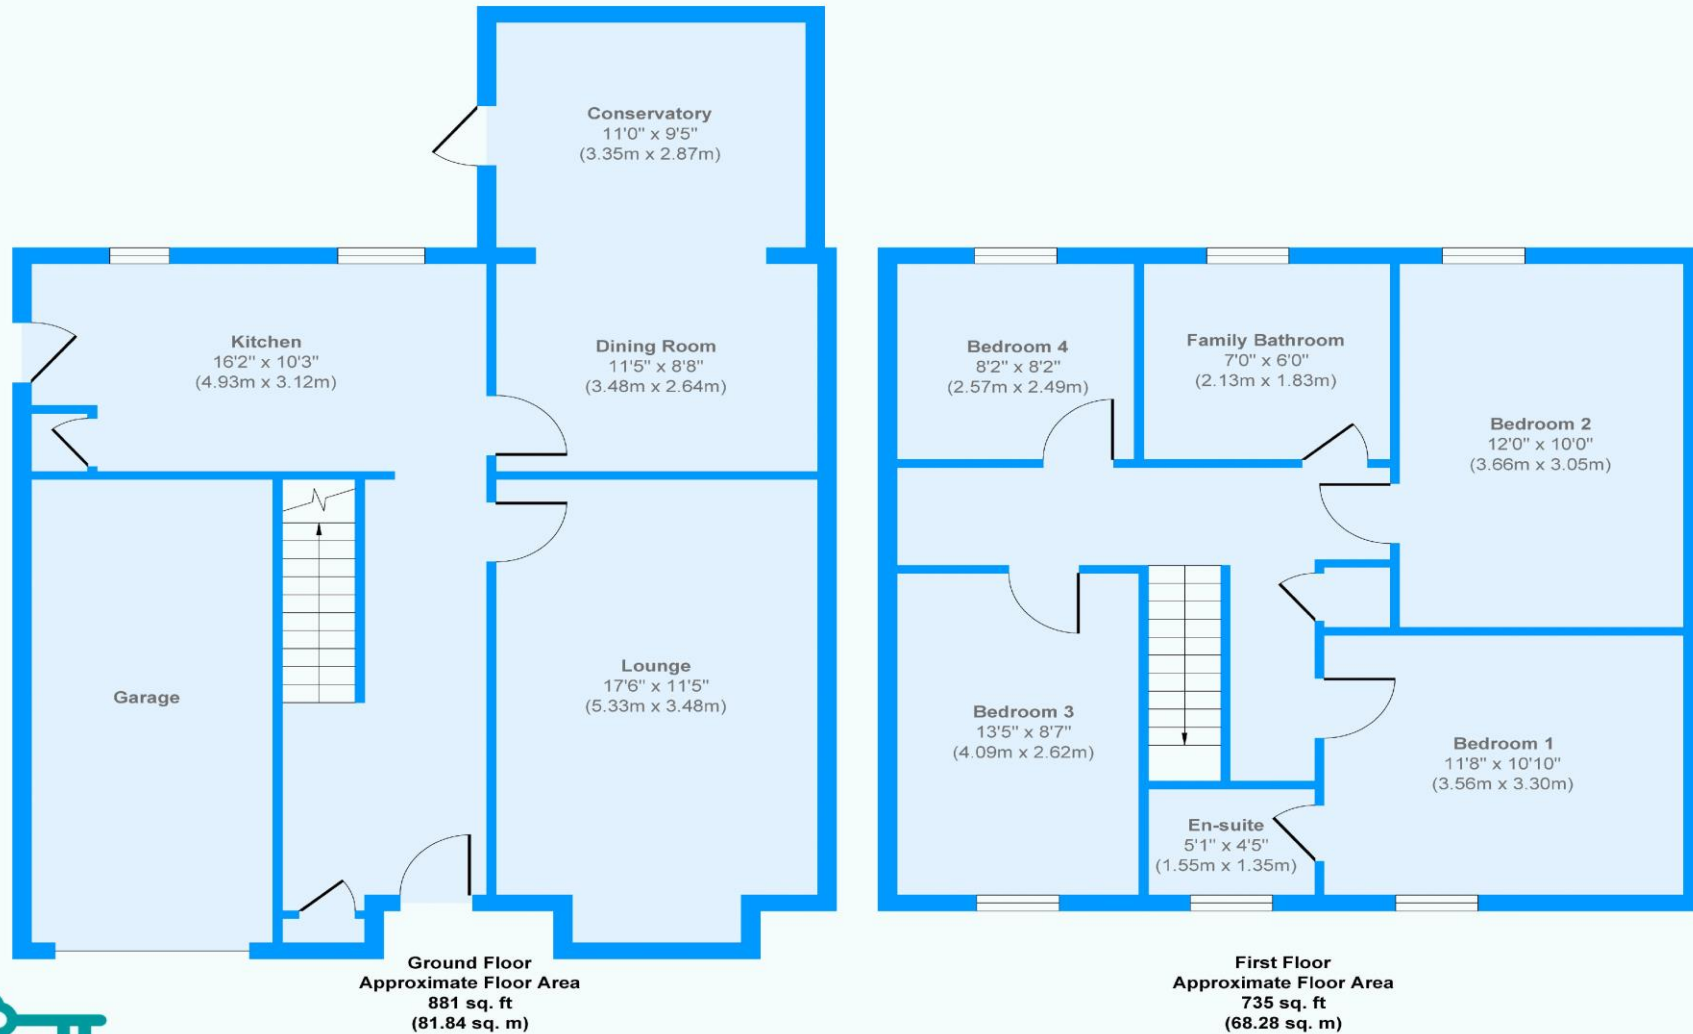 Conservatory
11'0" x 9'5"
(3.35m x 2.87m)
Kitchen
16'2" x 10'3"
(4.93m x 3.12m)
Dining Room
11'5" x 8'8"
(3.48m x 2.64m)
Garage
Lounge
17'6" x 11'5"
(5.33m x 3.48m)
Ground Floor
Approximate Floor Area
881 sq. ft
(81.84 sq. m)
Bedroom 4
8'2" x 8'2"
(2.57m x 2.49m)
Family Bathroom
7'0" x 6'0"
(2.13m x 1.83m)
Bedroom 2
12'0" x 10'0"
(3.66m x 3.05m)
Bedroom 3
13'5" x 8'7"
(4.09m x 2.62m)
Bedroom 1
11'8" x 10'10"
(3.56m x 3.30m)
En-suite
5'1" x 4'5"
(1.55m x 1.35m)
First Floor
Approximate Floor Area
735 sq. ft
(68.28 sq. m)